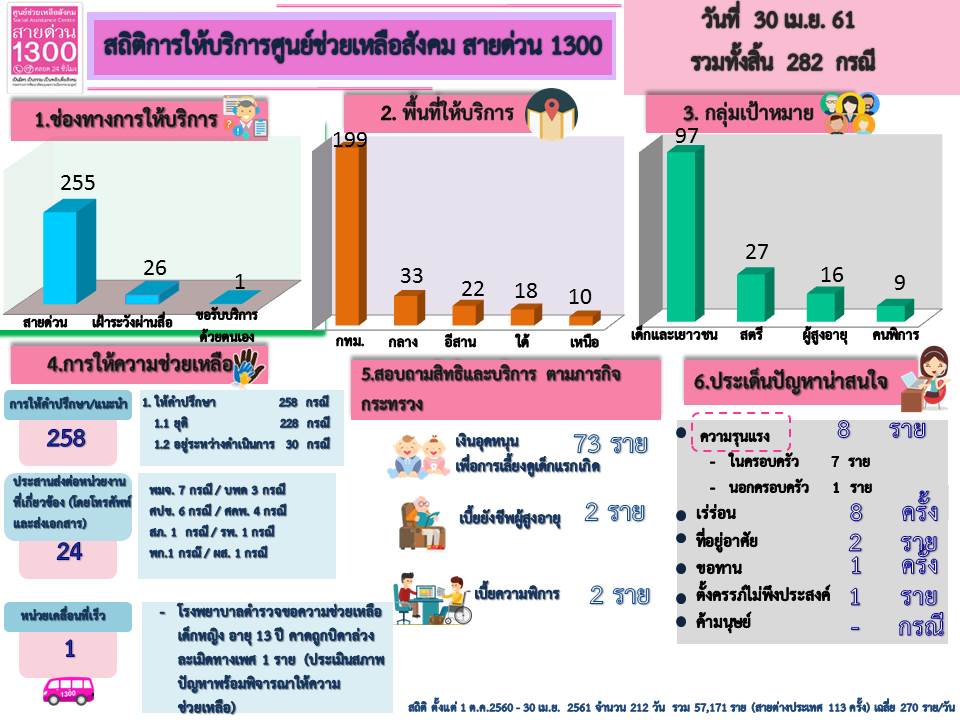 ศูนย์ช่วยเหลือสังคม
Social Assistance Center
สายด่วน
1300
ตลอด 24 ชั่วโมง
สถิติการให้บริการศูนย์ช่วยเหลือสังคม สายด่วน 1300
วันที่ 30 เม.ย. 61
รวมทั้งสิ้น 282 กรณี
1.ช่องทางการให้บริการ
255
26
1
สายด่วน
เฝ้าระวังผ่านสื่อ
ขอรับบริการ
ด้วยตนเอง
2. พื้นที่ให้บริการ
199
33
22
18
10
กทม.
กลาง
อีสาน
ใต้
เหนือ
3. กลุ่มเป้าหมาย
97
27
16
9
เด็กและเยาวชน
สตรี
ผู้สูงอายุ
คนพิการ
4.การให้ความช่วยเหลือ
การให้คำปรึกษา/แนะนำ
258
1. ให้คำปรึกษา 258 กรณี
1.1 ยุติ 228 กรณี
1.2 อยู่ระหว่างดำเนินการ 30 กรณี
ประสานส่งต่อหน่วยงาน
ที่เกี่ยวข้อง (โดยโทรศัพท์
และส่งเอกสาร)
24
พมจ. 7 กรณี / บพด 3 กรณี
ศปช. 6 กรณี / ศคพ. 4 กรณี
สภ. 1 กรณี / รพ. 1 กรณี
พก.1 กรณี / ผส. 1 กรณี
หน่วยเคลื่อนที่เร็ว
1
1300
- โรงพยาบาลตำรวจขอความช่วยเหลือ
เด็กหญิง อายุ 13 ปี คาดถูกบิดาล่วง
ละเมิดทางเพศ 1 ราย (ประเมินสภาพ
ปัญหาพร้อมพิจารณาให้ความ
ช่วยเหลือ)
5.สอบถามสิทธิและบริการ ตามภารกิจ
กระทรวง
เงินอุดหนุน
เพื่อการเลี้ยงดูเด็กแรกเกิด
73 ราย
เบี้ยยังชีพผู้สูงอายุ 2 ราย
เบี้ยความพิการ 2 ราย
6.ประเด็นปัญหาน่าสนใจ
ความรุนแรง 8 ราย
- ในครอบครัว 7 ราย
- นอกครอบครัว 1 ราย
เร่ร่อน 8 ครั้ง
ที่อยู่อาศัย 2 ราย
ขอทาน 1 ครั้ง
ตั้งครรภ์ไม่พึงประสงค์ 1 ราย
ค้ามนุษย์ - กรณี
สถิติ ตั้งแต่ 1 ต.ค.2560 - 30 เม.ย. 2561 จำนวน 212 วัน รวม 57,171 ราย (สายต่างประเทศ 113 ครั้ง) เฉลี่ย 270 ราย/วัน